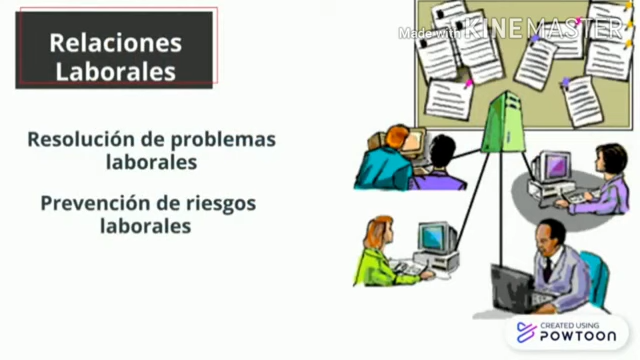 Made with KINEMASTER
Relaciones
Laborales
Resolución de problemas
laborales
Prevención de riesgos
laborales
CREATED USING
POWTOON